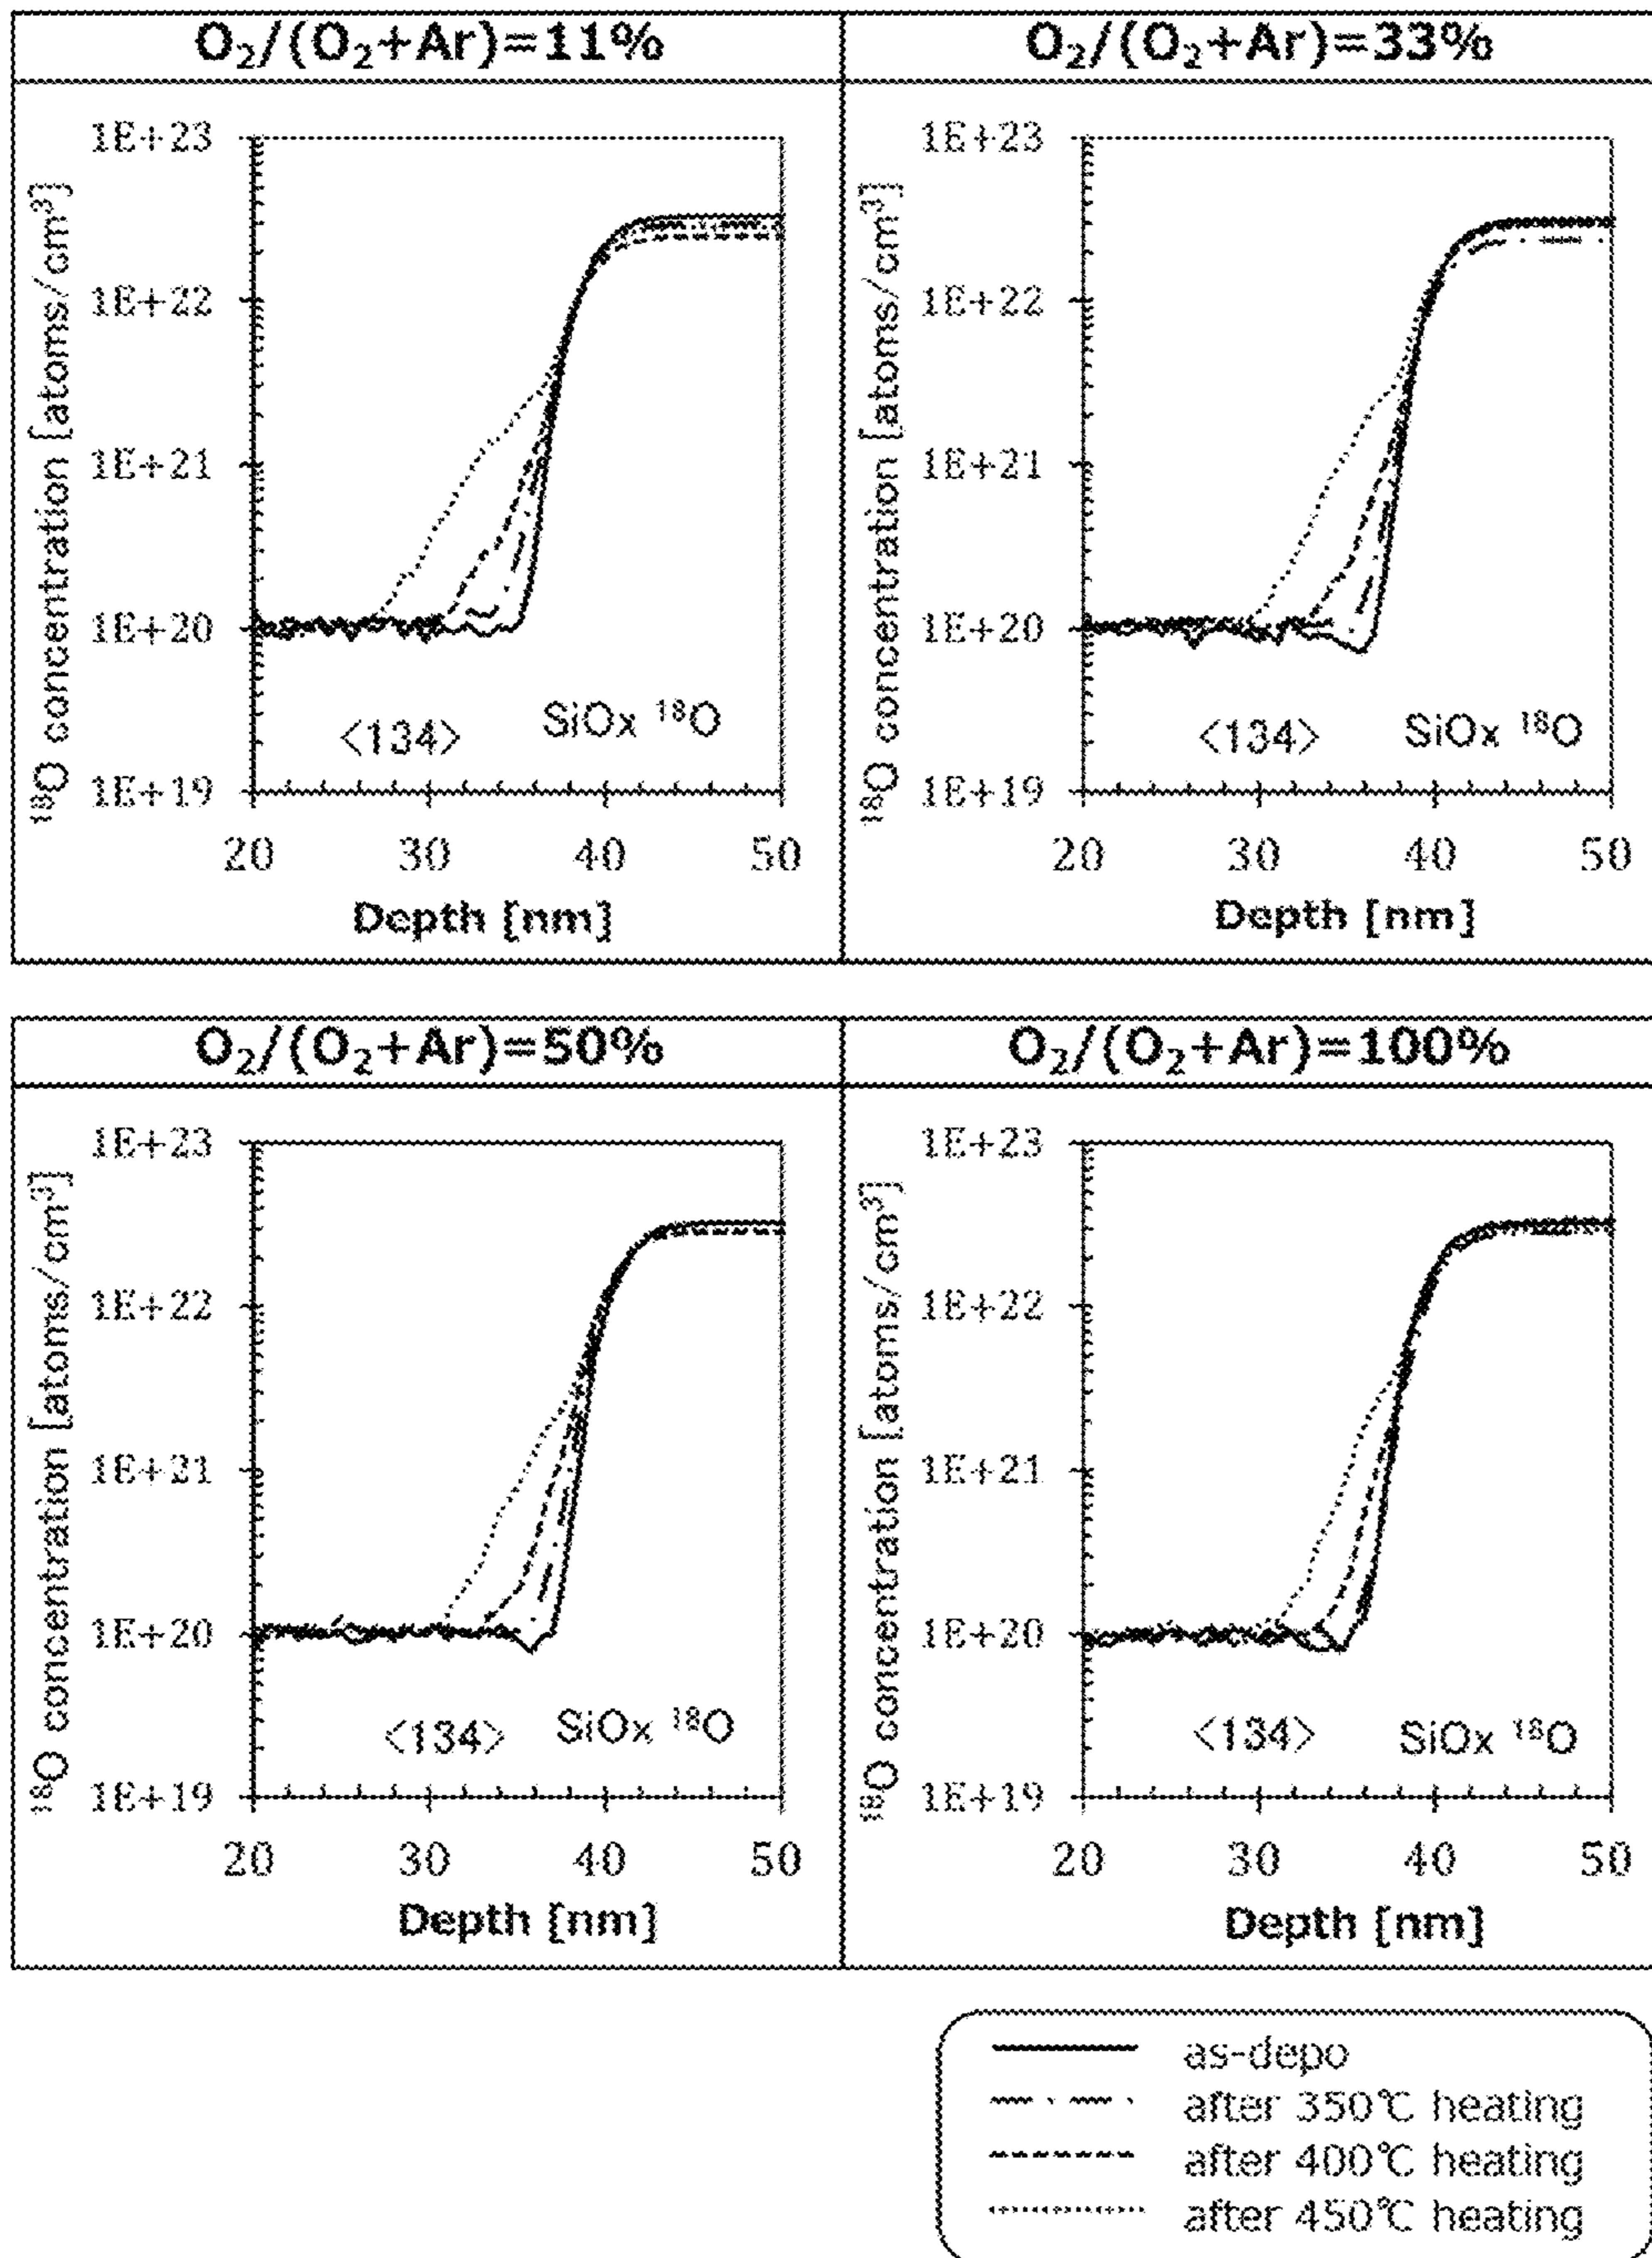 O₂/(O₂+Ar)=11%
¹⁸O concentration [atoms/cm³]
1E+23
1E+22
1E+21
1E+20
1E+19
<134> SiOx ¹⁸O
20 30 40 50
Depth [nm]
O₂/(O₂+Ar)=33%
¹⁸O concentration [atoms/cm³]
1E+23
1E+22
1E+21
1E+20
1E+19
<134> SiOx ¹⁸O
20 30 40 50
Depth [nm]
O₂/(O₂+Ar)=50%
¹⁸O concentration [atoms/cm³]
1E+23
1E+22
1E+21
1E+20
1E+19
<134> SiOx ¹⁸O
20 30 40 50
Depth [nm]
O₂/(O₂+Ar)=100%
¹⁸O concentration [atoms/cm³]
1E+23
1E+22
1E+21
1E+20
1E+19
<134> SiOx ¹⁸O
20 30 40 50
Depth [nm]
as-depo
after 350℃ heating
after 400℃ heating
after 450℃ heating